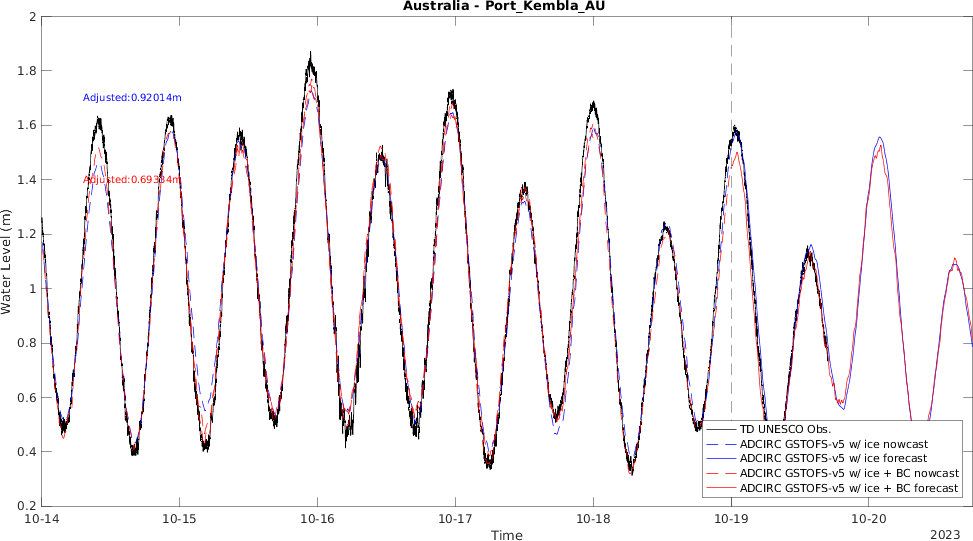 Australia - Port_Kembla_AU
2
1.8
1.6
1.4
1.2
1
0.8
0.6
0.4
0.2
Water Level (m)
Adjusted:0.92014m
TD UNESCO Obs.
ADCIRC GSTOFS-v5 w/ ice nowcast
ADCIRC GSTOFS-v5 w/ ice forecast
ADCIRC GSTOFS-v5 w/ ice + BC nowcast
ADCIRC GSTOFS-v5 w/ ice + BC forecast
10-14
10-15
10-16
10-17
10-18
10-19
10-20
Time
2023